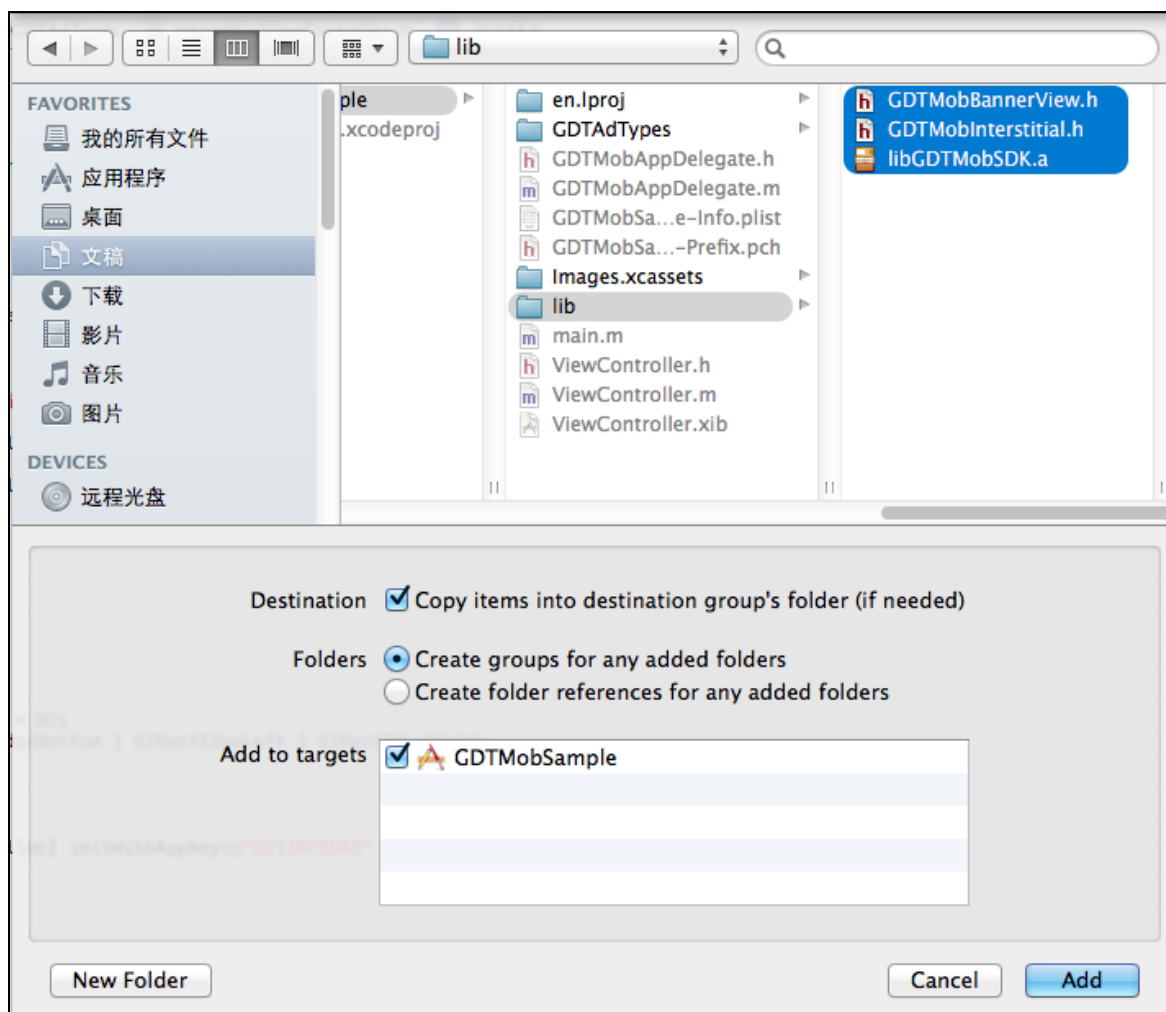 lib
FAVORITES
我的所有文件
应用程序
桌面
文稿
下载
影片
音乐
图片
DEVICES
远程光盘
ple
.xcodeproj
en.lproj
GDTAdTypes
GDTMobAppDelegate.h
GDTMobAppDelegate.m
GDTMobSa...e-Info.plist
GDTMobSa...-Prefix.pch
Images.xcassets
lib
main.m
ViewController.h
ViewController.m
ViewController.xib
GDTMobBannerView.h
GDTMobInterstitial.h
libGDTMobSDK.a
Destination Copy items into destination group's folder (if needed)
Folders Create groups for any added folders
Create folder references for any added folders
Add to targets GDTMobSample
New Folder Cancel Add